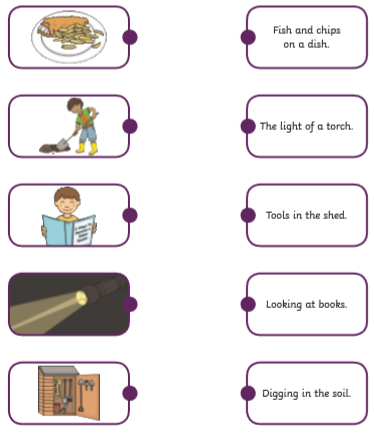 Fish and chips
on a dish.
The light of a torch.
Tools in the shed.
Looking at books.
Digging in the soil.